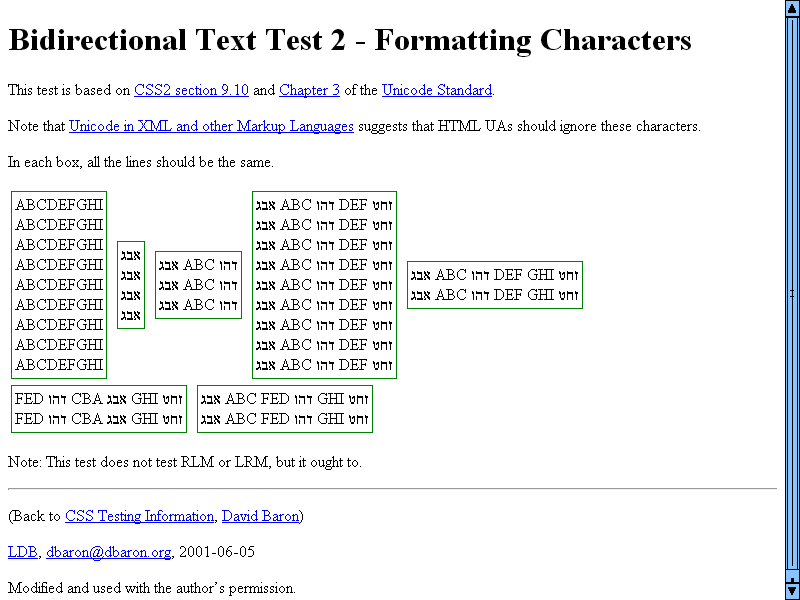 Bidirectional Text Test 2 - Formatting Characters
This test is based on CSS2 section 9.10 and Chapter 3 of the Unicode Standard.
Note that Unicode in XML and other Markup Languages suggests that HTML UAs should ignore these characters.
In each box, all the lines should be the same.
ABCDEFGHI
ABCDEFGHI
ABCDEFGHI
ABCDEFGHI
ABCDEFGHI
ABCDEFGHI
ABCDEFGHI
ABCDEFGHI
ABCDEFGHI
אבג
אבג
אבג
אבג
אבג ABC דהו
אבג ABC דהו
אבג ABC דהו
אבג ABC דהו DEF זחט
אבג ABC דהו DEF זחט
אבג ABC דהו DEF זחט
אבג ABC דהו DEF זחט
אבג ABC דהו DEF זחט
אבג ABC דהו DEF זחט
אבג ABC דהו DEF זחט
אבג ABC דהו DEF זחט
אבג ABC דהו DEF זחט
אבג ABC דהו DEF GHI זחט
אבג ABC דהו DEF GHI זחט
FED דהו CBA אבג GHI זחט
FED דהו CBA אבג GHI זחט
אבג ABC FED דהו GHI זחט
אבג ABC FED דהו GHI זחט
Note: This test does not test RLM or LRM, but it ought to.
(Back to CSS Testing Information, David Baron)
LDB, dbaron@dbaron.org, 2001-06-05
Modified and used with the author's permission.